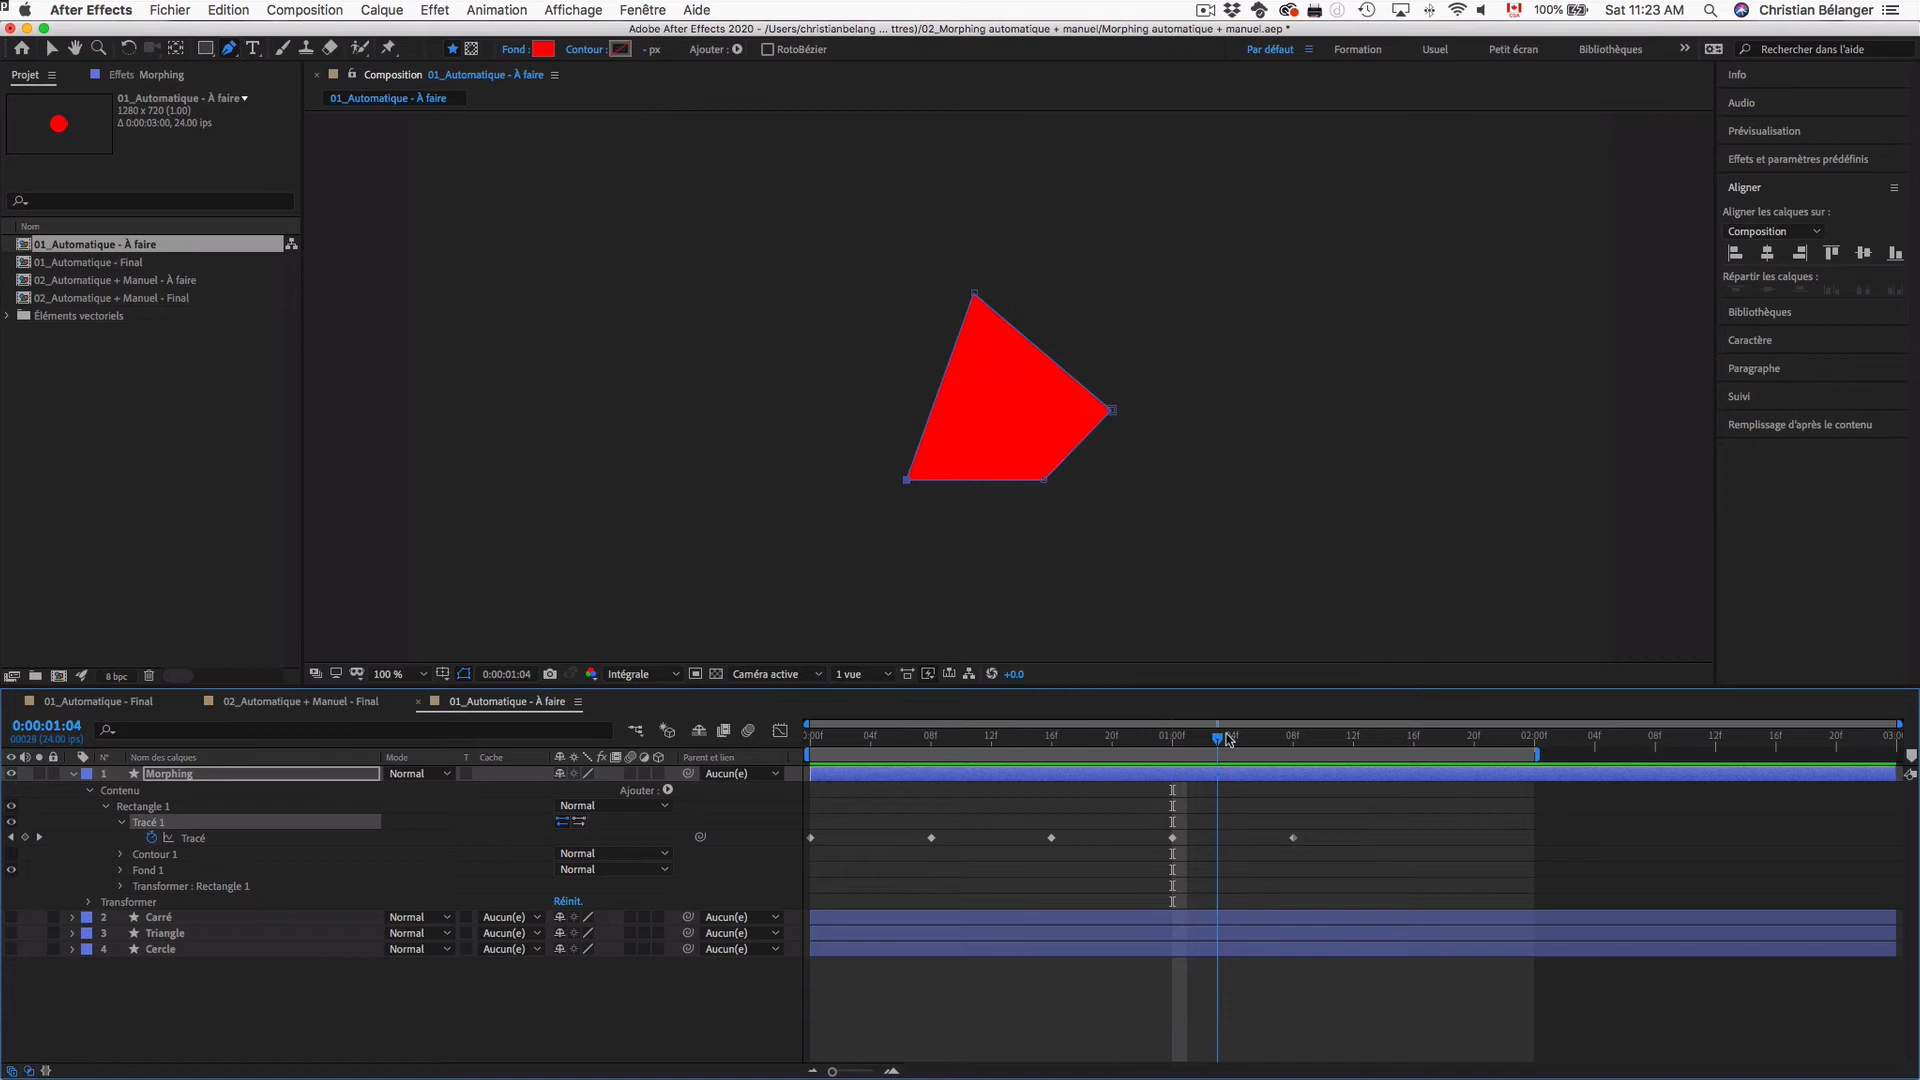 After Effects Fichier Edition Composition Calque Effet Animation Affichage Fenêtre Aide 100% Sat 11:23 AM Christian Bélanger
Adobe After Effects 2020 - /Users/christianbelang ... ttres)/02_Morphing automatique + manuel/Morphing automatique + manuel.aep *
Fond : Contour : - px Ajouter : RotoBézier Par défaut Formation Usuel Petit écran Bibliothèques Rechercher dans l'aide
Projet Effets Morphing
Composition 01_Automatique - À faire
01_Automatique - À faire
01_Automatique - À faire
1280 x 720 (1.00)
Δ 0:00:03:00, 24.00 ips
Nom
01_Automatique - À faire
01_Automatique - Final
02_Automatique + Manuel - À faire
02_Automatique + Manuel - Final
Éléments vectoriels
Info
Audio
Prévisualisation
Effets et paramètres prédéfinis
Aligner
Aligner les calques sur :
Composition
Répartir les calques :
Bibliothèques
Caractère
Paragraphe
Suivi
Remplissage d'après le contenu
8 bpc
100 % 0:00:01:04 Intégrale Caméra active 1 vue +0.0
01_Automatique - Final 02_Automatique + Manuel - Final 01_Automatique - À faire
0:00:01:04
00028 (24.00 ips)
:00f 04f 08f 12f 16f 20f 01:00f 04f 08f 12f 16f 20f 02:00f 04f 08f 12f 16f 20f 03:00
N° Nom des calques Mode T Cache Parent et lien
1 Morphing Normal Aucun(e)
Contenu Ajouter :
Rectangle 1 Normal
Tracé 1
Tracé
Contour 1 Normal
Fond 1 Normal
Transformer : Rectangle 1
Transformer Réinit.
2 Carré Normal Aucun(e) Aucun(e)
3 Triangle Normal Aucun(e) Aucun(e)
4 Cercle Normal Aucun(e) Aucun(e)